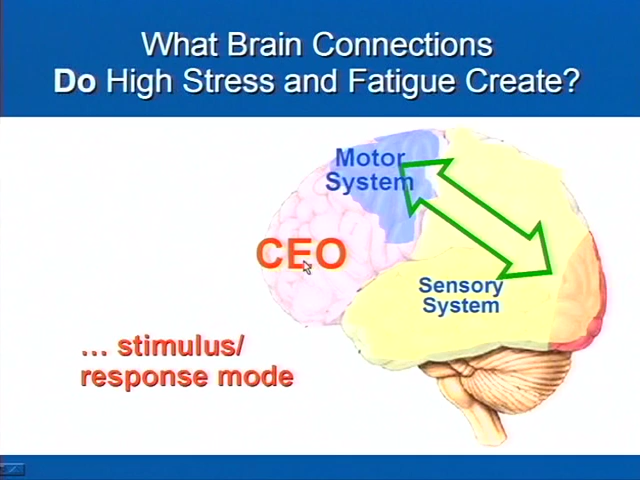 What Brain Connections
Do High Stress and Fatigue Create?
Motor
System
CEO
Sensory
System
... stimulus/
response mode